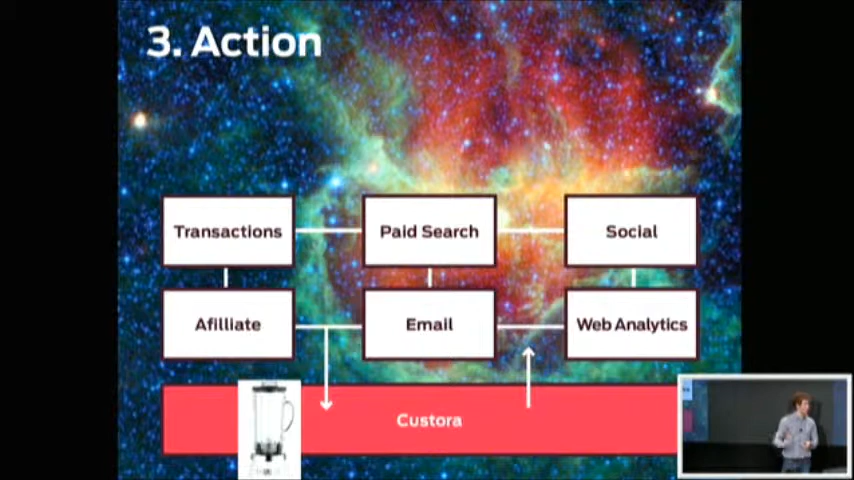 3. Action
Transactions
Paid Search
Social
Afilliate
Email
Web Analytics
Custora